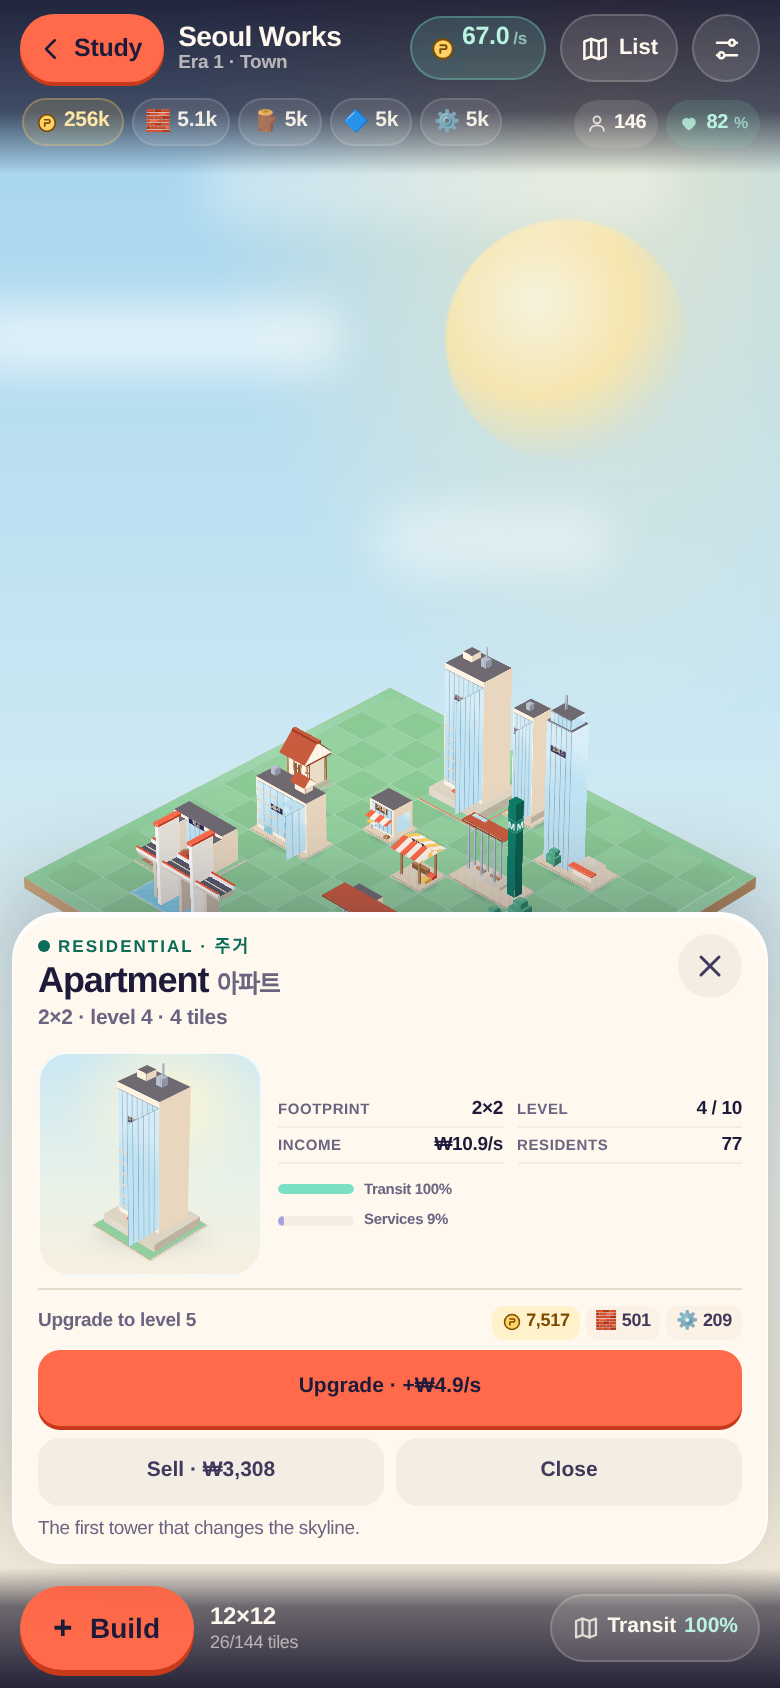 Study
Seoul Works
Era 1 · Town
67.0 /s
List
256k
5.1k
5k
5k
5k
146
82 %
RESIDENTIAL · 주거
Apartment 아파트
2×2 · level 4 · 4 tiles
FOOTPRINT 2×2
LEVEL 4 / 10
INCOME ₩10.9/s
RESIDENTS 77
Transit 100%
Services 9%
Upgrade to level 5
7,517
501
209
Upgrade · +₩4.9/s
Sell · ₩3,308
Close
The first tower that changes the skyline.
+ Build
12×12
26/144 tiles
Transit 100%